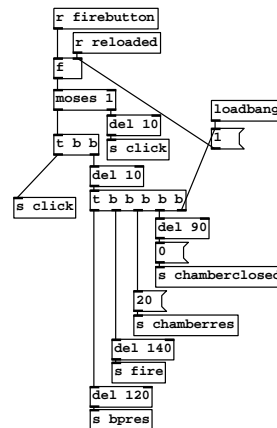 r firebutton
r reloaded
f
moses 1
loadbang
del 10
1
t b b
s click
del 10
s click
t b b b b b
del 90
0
s chamberclosed
20
s chamberres
del 140
s fire
del 120
s bpres